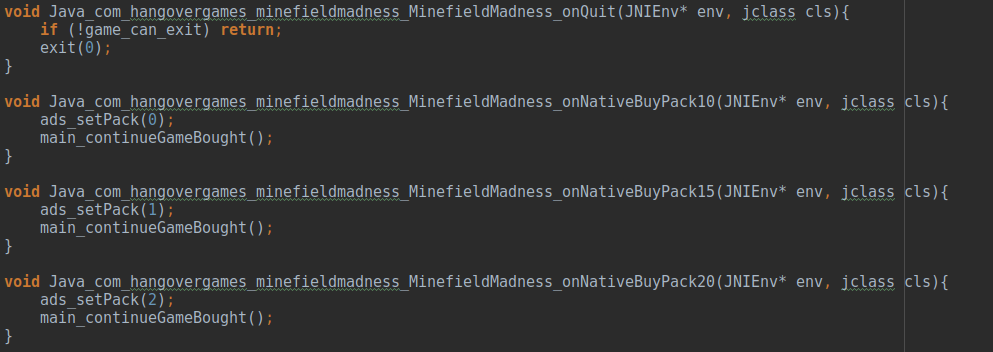 void Java_com_hangovergames_minefieldmadness_MinefieldMadness_onQuit(JNIEnv* env, jclass cls){
    if (!game_can_exit) return;
    exit(0);
}

void Java_com_hangovergames_minefieldmadness_MinefieldMadness_onNativeBuyPack10(JNIEnv* env, jclass cls){
    ads_setPack(0);
    main_continueGameBought();
}

void Java_com_hangovergames_minefieldmadness_MinefieldMadness_onNativeBuyPack15(JNIEnv* env, jclass cls){
    ads_setPack(1);
    main_continueGameBought();
}

void Java_com_hangovergames_minefieldmadness_MinefieldMadness_onNativeBuyPack20(JNIEnv* env, jclass cls){
    ads_setPack(2);
    main_continueGameBought();
}